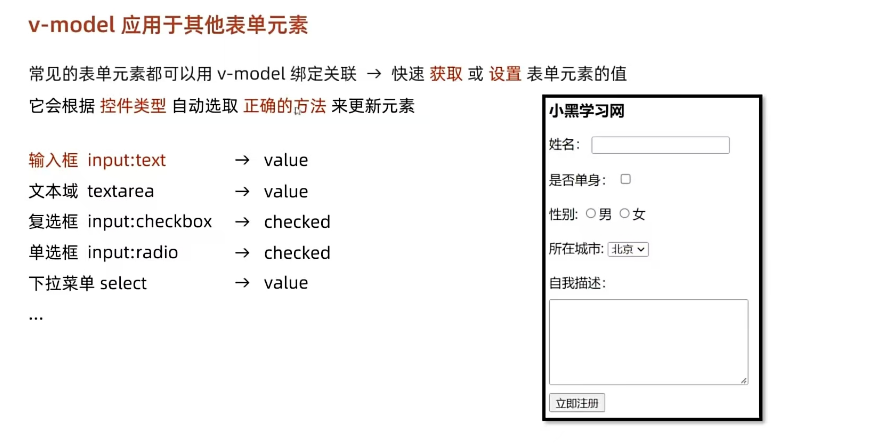 v-model 应用于其他表单元素
常见的表单元素都可以用 v-model 绑定关联 → 快速 获取 或 设置 表单元素的值
它会根据 控件类型 自动选取 正确的方法 来更新元素
输入框 input:text → value
文本域 textarea → value
复选框 input:checkbox → checked
单选框 input:radio → checked
下拉菜单 select → value
...
小黑学习网
姓名：
是否单身：
性别: 男 女
所在城市: 北京
自我描述：
立即注册